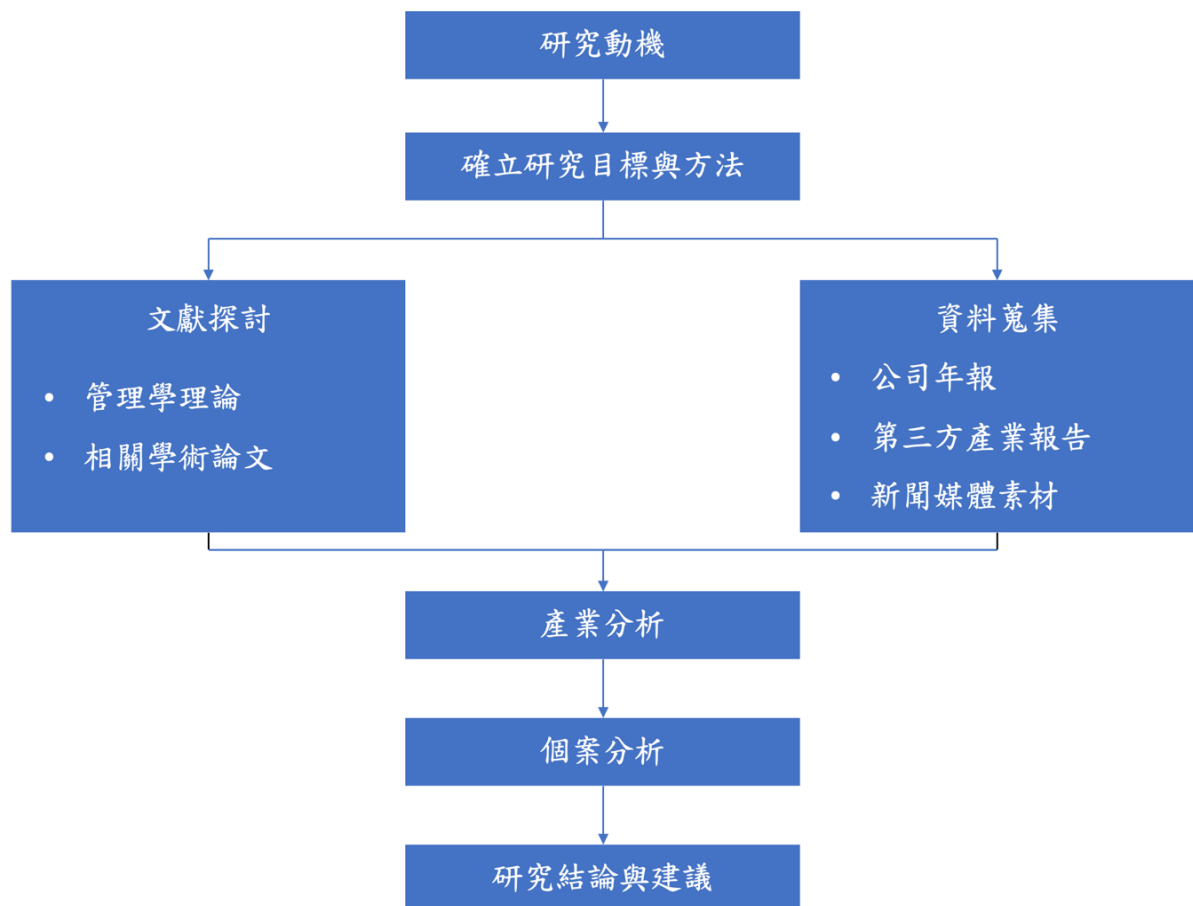 研究動機
確立研究目標與方法
文獻探討
• 管理學理論
• 相關學術論文
資料蒐集
• 公司年報
• 第三方產業報告
• 新聞媒體素材
產業分析
個案分析
研究結論與建議